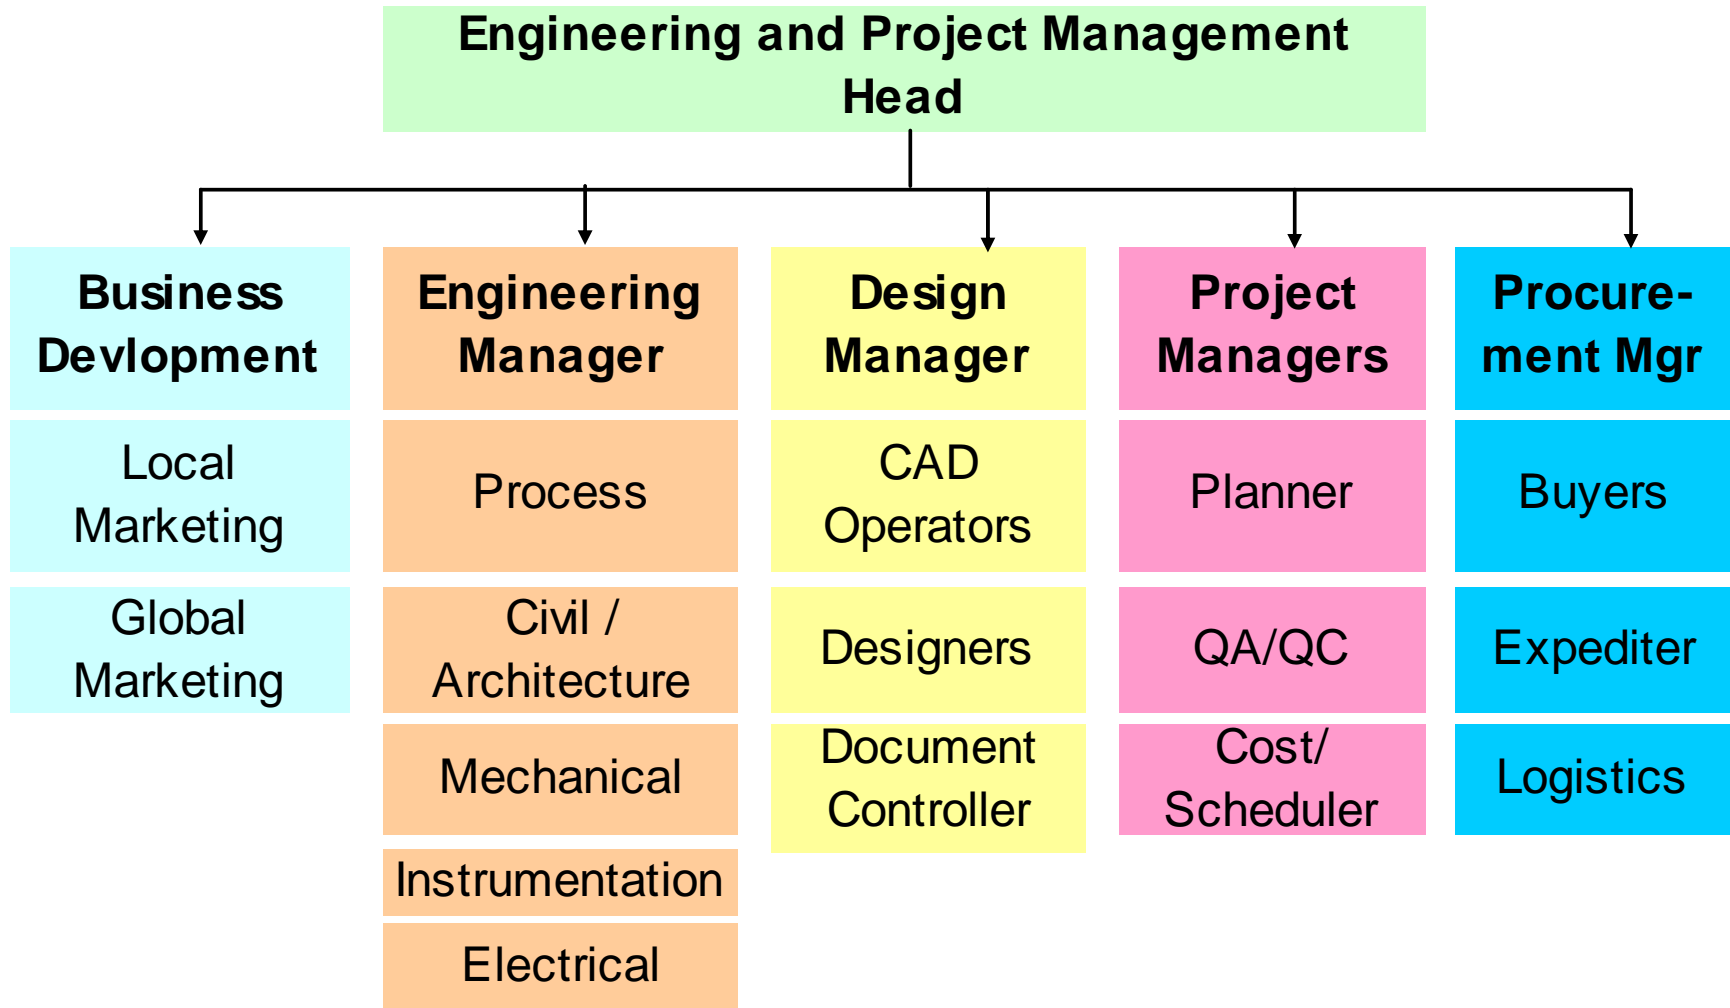 Engineering and Project Management
Head
Business
Devlopment
Local
Marketing
Global
Marketing
Engineering
Manager
Process
Civil /
Architecture
Mechanical
Instrumentation
Electrical
Design
Manager
CAD
Operators
Designers
Document
Controller
Project
Managers
Planner
QA/QC
Cost/
Scheduler
Procure-
ment Mgr
Buyers
Expediter
Logistics